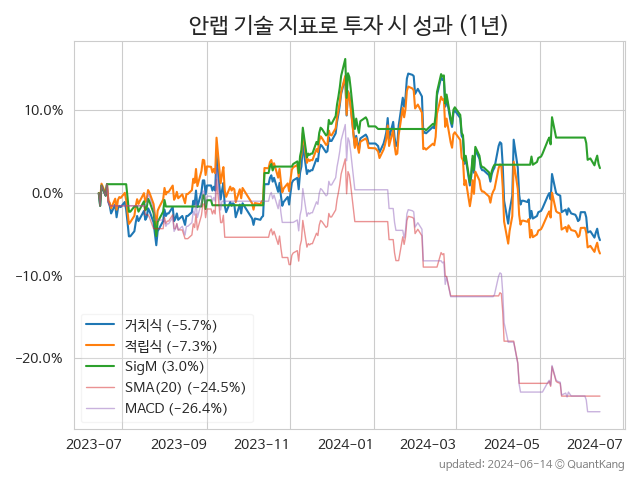 안랩 기술 지표로 투자 시 성과 (1년)
10.0%
0.0%
−10.0%
−20.0%
거치식 (−5.7%)
적립식 (−7.3%)
SigM (3.0%)
SMA(20) (−24.5%)
MACD (−26.4%)
2023-07
2023-09
2023-11
2024-01
2024-03
2024-05
2024-07
updated: 2024-06-14 © QuantKang